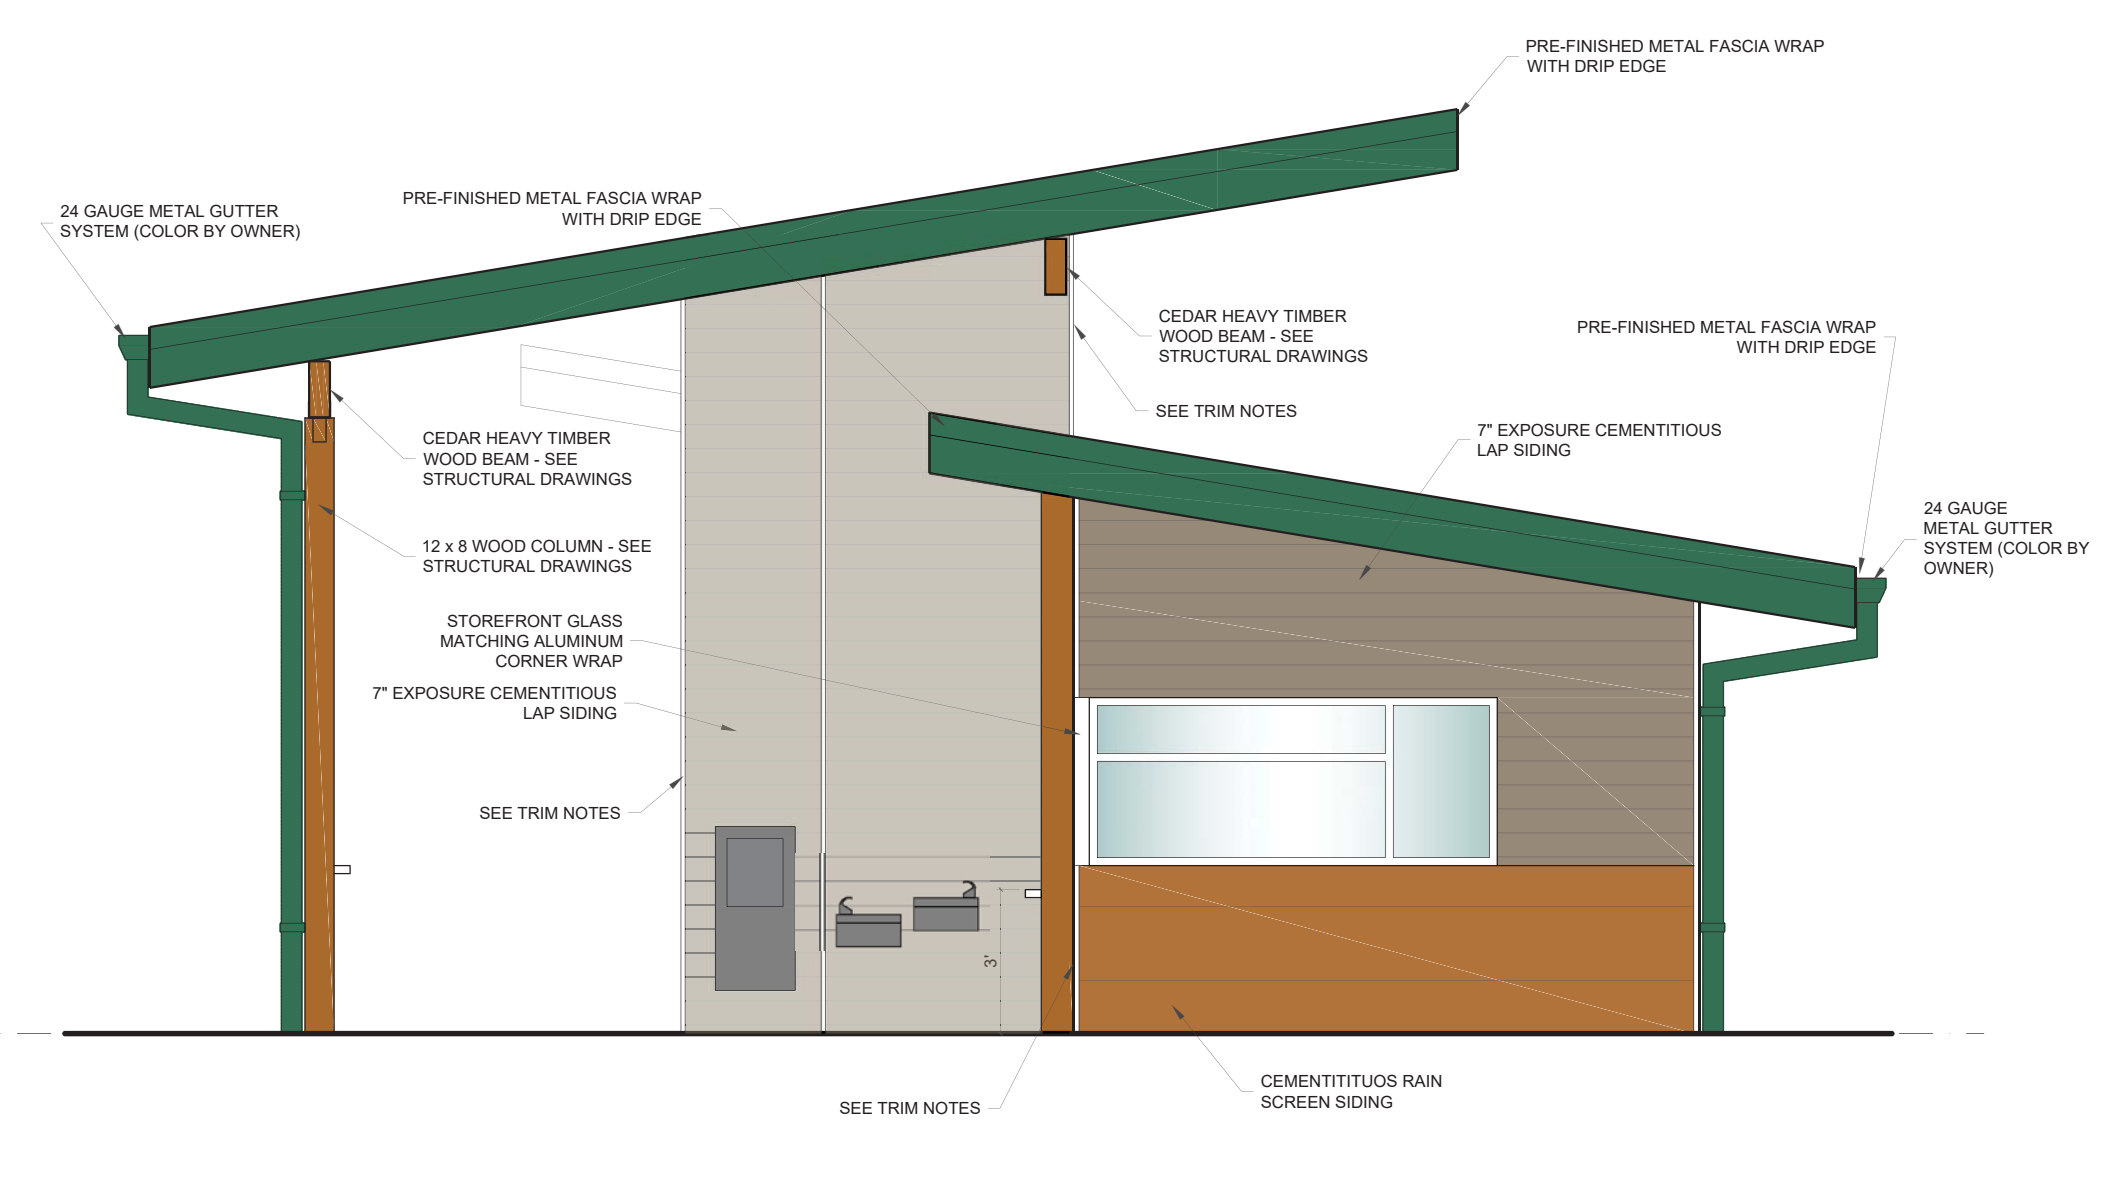 PRE-FINISHED METAL FASCIA WRAP
WITH DRIP EDGE
PRE-FINISHED METAL FASCIA WRAP
WITH DRIP EDGE
24 GAUGE METAL GUTTER
SYSTEM (COLOR BY OWNER)
CEDAR HEAVY TIMBER
WOOD BEAM - SEE
STRUCTURAL DRAWINGS
PRE-FINISHED METAL FASCIA WRAP
WITH DRIP EDGE
SEE TRIM NOTES
7" EXPOSURE CEMENTITIOUS
LAP SIDING
CEDAR HEAVY TIMBER
WOOD BEAM - SEE
STRUCTURAL DRAWINGS
24 GAUGE
METAL GUTTER
SYSTEM (COLOR BY
OWNER)
12 x 8 WOOD COLUMN - SEE
STRUCTURAL DRAWINGS
STOREFRONT GLASS
MATCHING ALUMINUM
CORNER WRAP
7" EXPOSURE CEMENTITIOUS
LAP SIDING
SEE TRIM NOTES
3'
CEMENTITITUOS RAIN
SCREEN SIDING
SEE TRIM NOTES